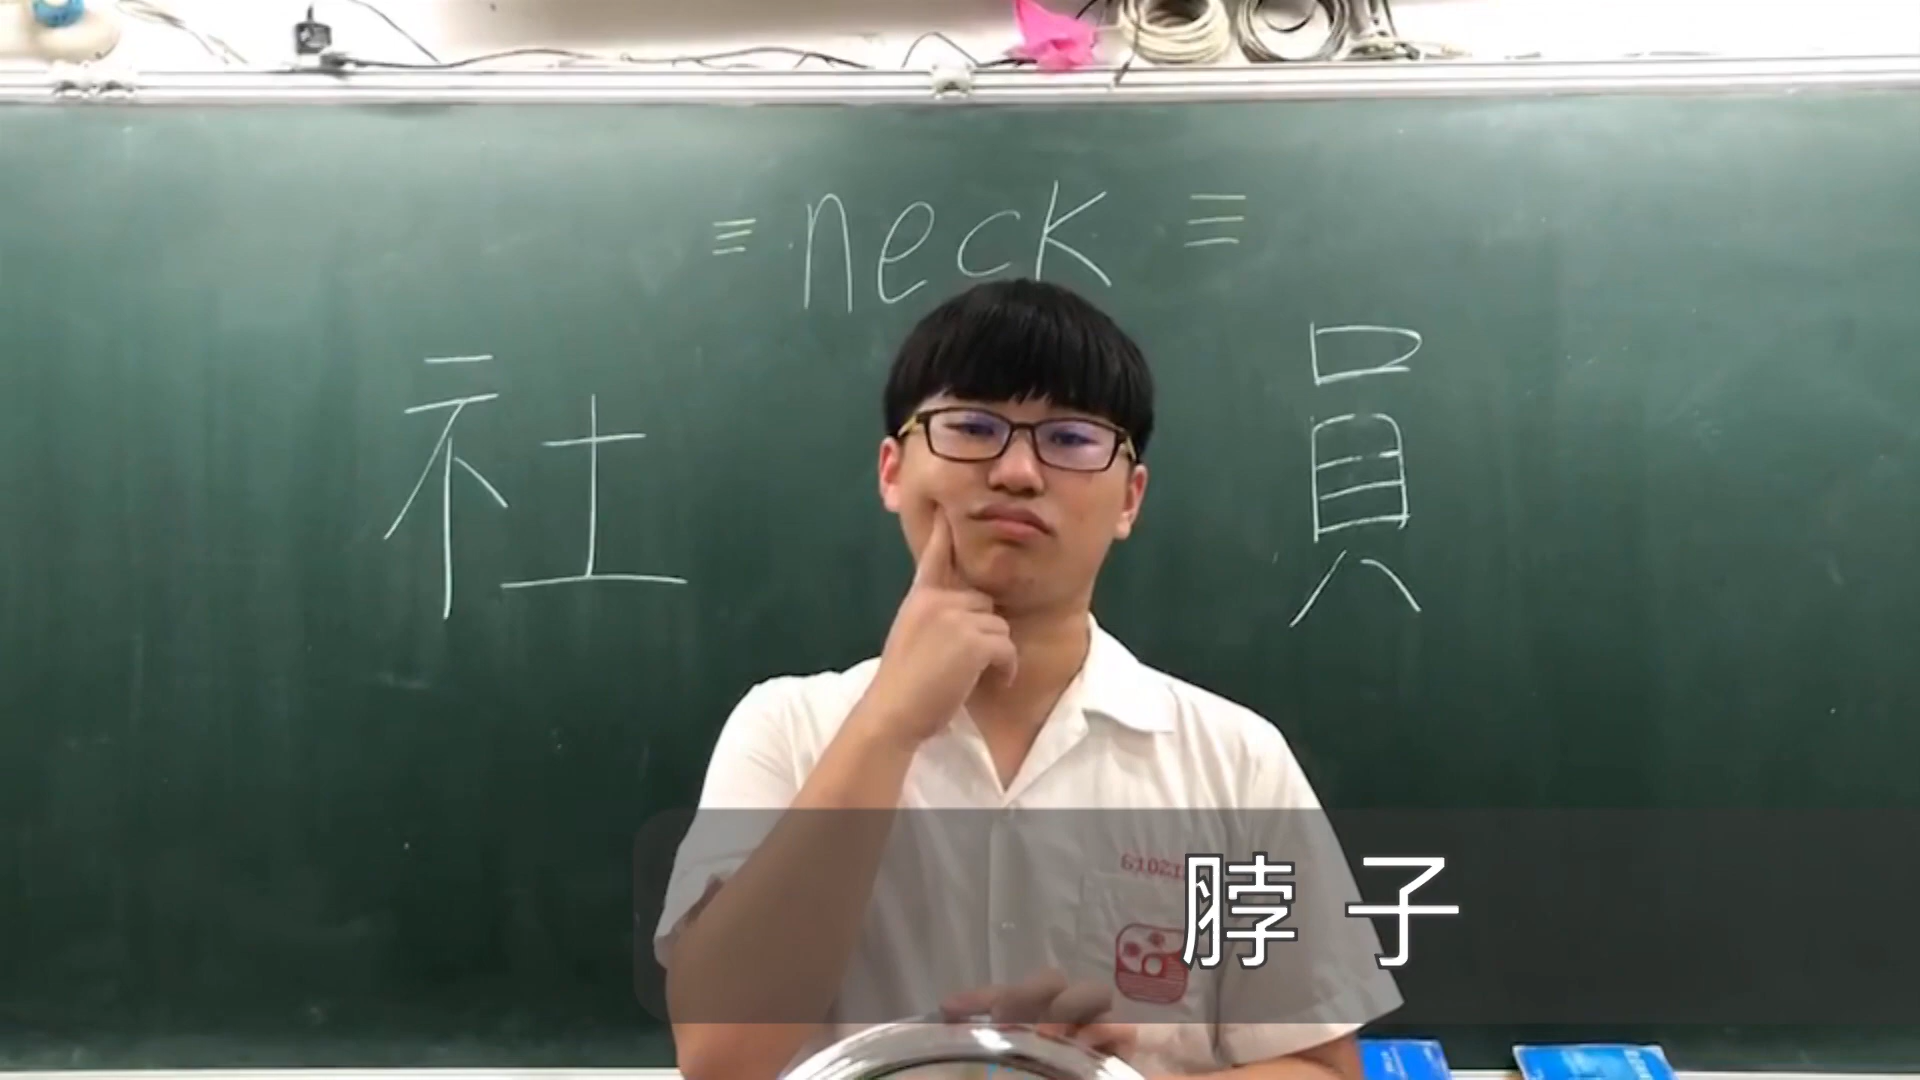 ≡ neck ≡
社 員
脖子